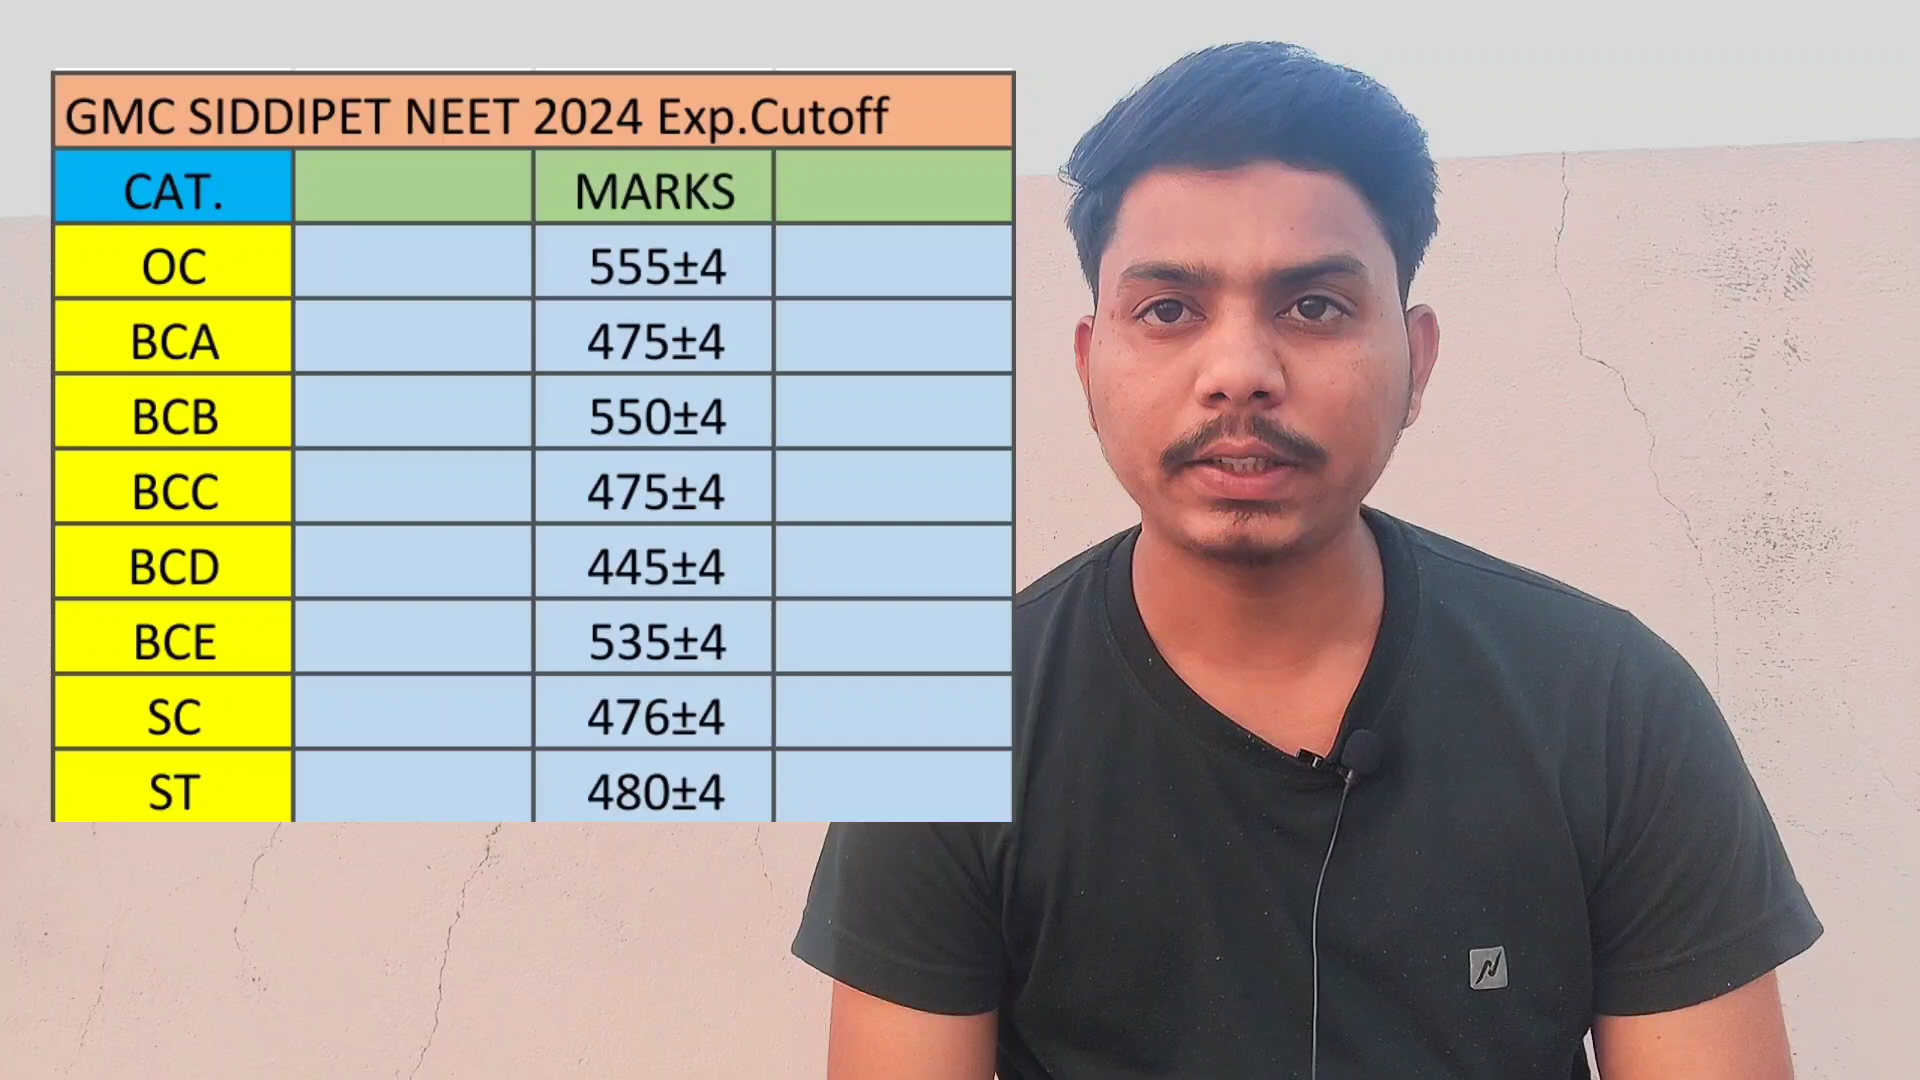 GMC SIDDIPET NEET 2024 Exp.Cutoff
CAT. MARKS
OC 555±4
BCA 475±4
BCB 550±4
BCC 475±4
BCD 445±4
BCE 535±4
SC 476±4
ST 480±4